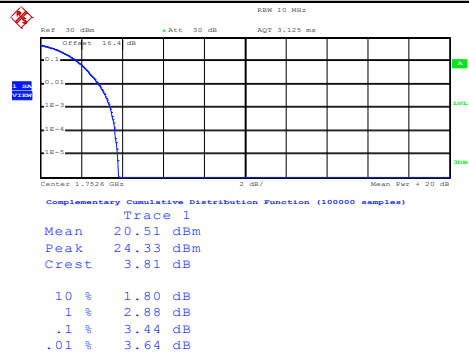 RBW 10 MHz
Ref 30 dBm Att 30 dB AQT 3.125 ms
Offset 16.4 dB
0.1
A
0.01
1 SA
VIEW
1E-3
LVL
1E-4
1E-5
3DB
Center 1.7526 GHz 2 dB/ Mean Pwr + 20 dB
Complementary Cumulative Distribution Function (100000 samples)
Trace 1
Mean 20.51 dBm
Peak 24.33 dBm
Crest 3.81 dB
10 % 1.80 dB
1 % 2.88 dB
.1 % 3.44 dB
.01 % 3.64 dB